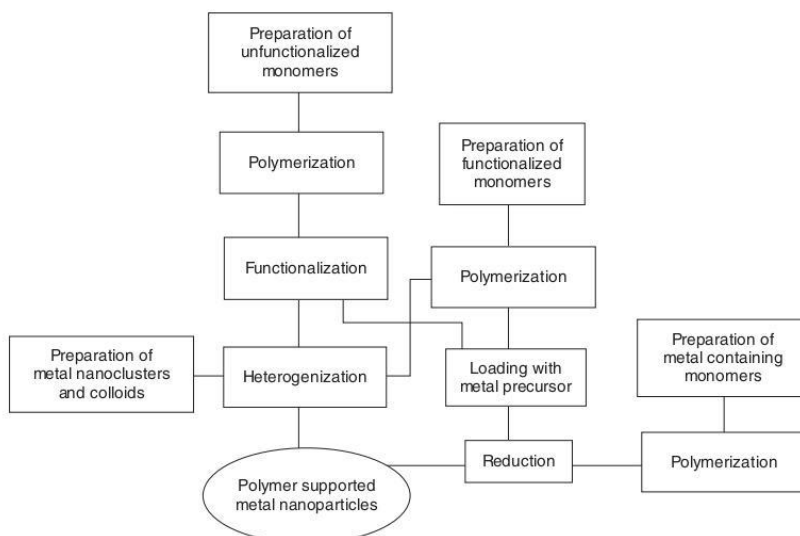 Preparation of
unfunctionalized
monomers
Polymerization
Preparation of
functionalized
monomers
Functionalization
Polymerization
Preparation of
metal nanoclusters
and colloids
Heterogenization
Loading with
metal precursor
Preparation of
metal containing
monomers
Polymer supported
metal nanoparticles
Reduction
Polymerization